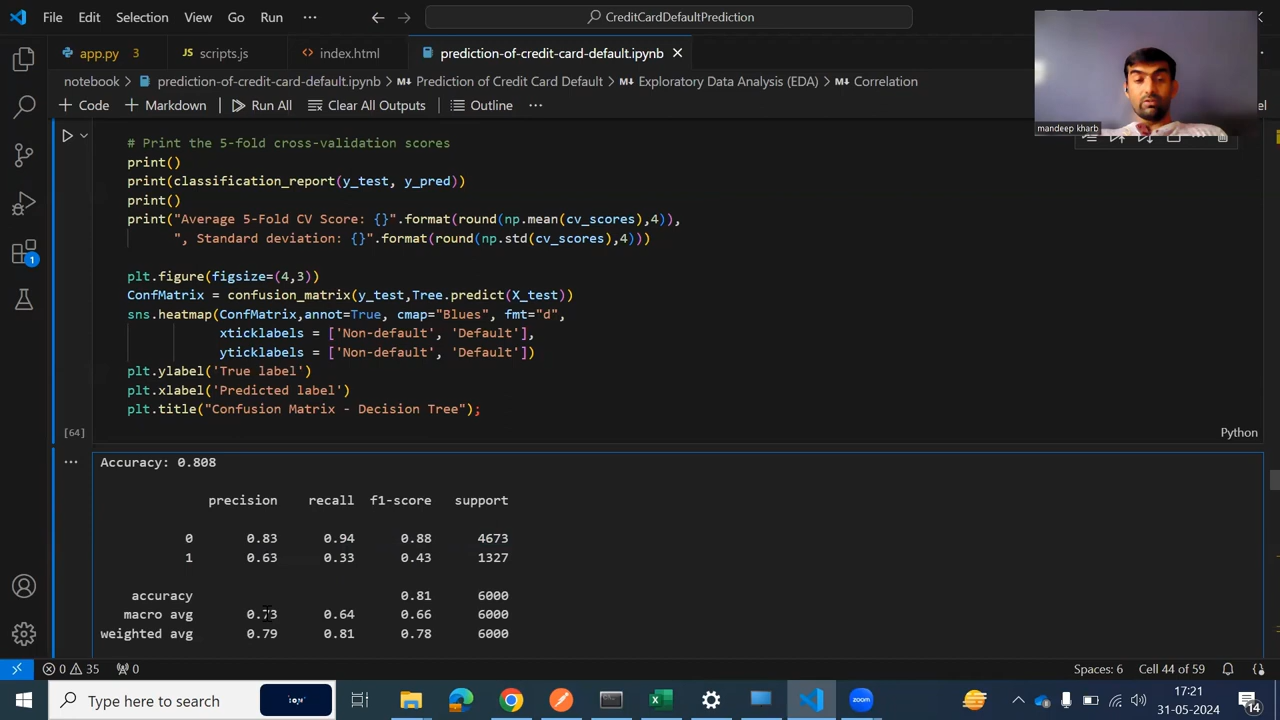 File Edit Selection View Go Run ··· CreditCardDefaultPrediction
app.py 3 JS scripts.js <> index.html prediction-of-credit-card-default.ipynb
notebook > prediction-of-credit-card-default.ipynb > M↓ Prediction of Credit Card Default > M↓ Exploratory Data Analysis (EDA) > M↓ Correlation
+ Code + Markdown Run All Clear All Outputs Outline ···
mandeep kharb
# Print the 5-fold cross-validation scores
print()
print(classification_report(y_test, y_pred))
print()
print("Average 5-Fold CV Score: {}".format(round(np.mean(cv_scores),4)),
", Standard deviation: {}".format(round(np.std(cv_scores),4)))
plt.figure(figsize=(4,3))
ConfMatrix = confusion_matrix(y_test,Tree.predict(X_test))
sns.heatmap(ConfMatrix,annot=True, cmap="Blues", fmt="d",
xticklabels = ['Non-default', 'Default'],
yticklabels = ['Non-default', 'Default'])
plt.ylabel('True label')
plt.xlabel('Predicted label')
plt.title("Confusion Matrix - Decision Tree");
[64] Python
··· Accuracy: 0.808
precision recall f1-score support
0 0.83 0.94 0.88 4673
1 0.63 0.33 0.43 1327
accuracy 0.81 6000
macro avg 0.73 0.64 0.66 6000
weighted avg 0.79 0.81 0.78 6000
1
0 35 0 Spaces: 6 Cell 44 of 59
Type here to search
17:21
31-05-2024
14